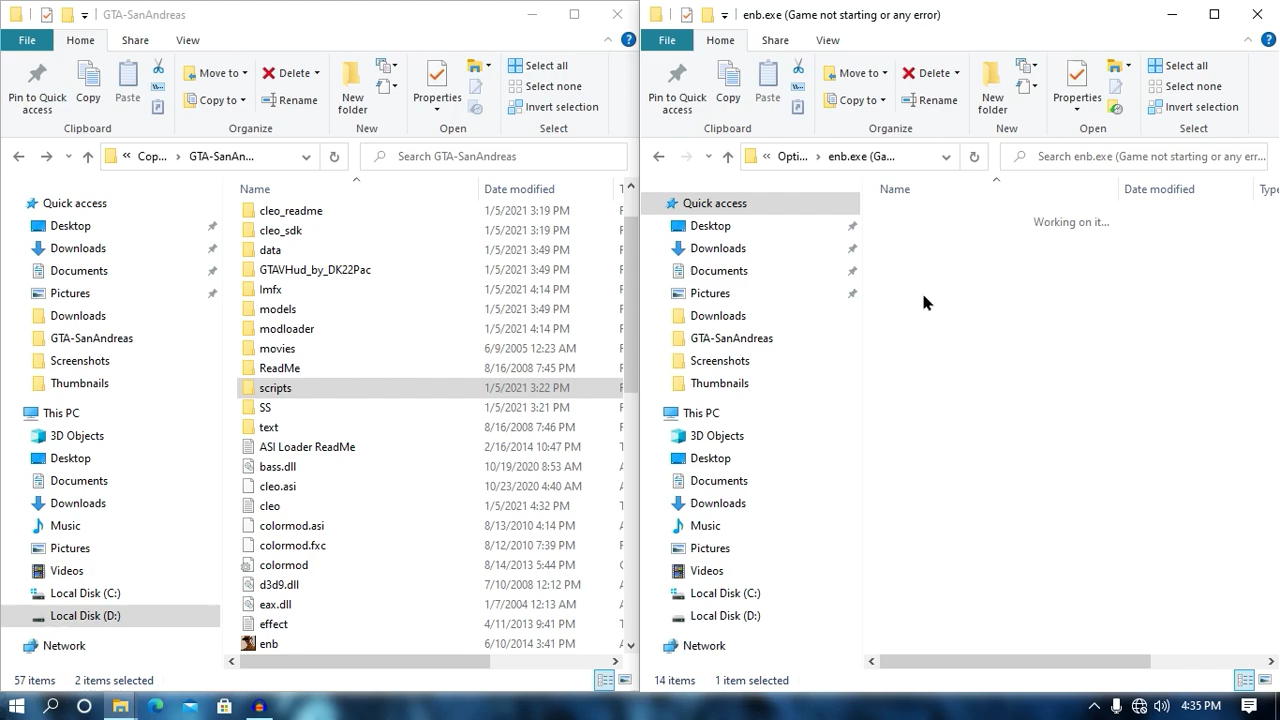 GTA-SanAndreas
File
Home
Share
View
Pin to Quick access
Copy
Paste
Move to
Copy to
Delete
Rename
New folder
Properties
Select all
Select none
Invert selection
Clipboard
Organize
New
Open
Select
« Cop... › GTA-SanAn...
Search GTA-SanAndreas
Quick access
Desktop
Downloads
Documents
Pictures
Downloads
GTA-SanAndreas
Screenshots
Thumbnails
This PC
3D Objects
Desktop
Documents
Downloads
Music
Pictures
Videos
Local Disk (C:)
Local Disk (D:)
Network
Name Date modified
cleo_readme 1/5/2021 3:19 PM
cleo_sdk 1/5/2021 3:19 PM
data 1/5/2021 3:49 PM
GTAVHud_by_DK22Pac 1/5/2021 3:49 PM
lmfx 1/5/2021 4:14 PM
models 1/5/2021 3:49 PM
modloader 1/5/2021 4:14 PM
movies 6/9/2005 12:23 AM
ReadMe 8/16/2008 7:45 PM
scripts 1/5/2021 3:22 PM
SS 1/5/2021 3:21 PM
text 8/16/2008 7:46 PM
ASI Loader ReadMe 2/16/2014 10:47 PM
bass.dll 10/19/2020 8:53 AM
cleo.asi 10/23/2020 4:40 AM
cleo 1/5/2021 4:32 PM
colormod.asi 8/13/2010 4:14 PM
colormod.fxc 8/12/2010 7:39 PM
colormod 8/14/2013 5:44 PM
d3d9.dll 7/10/2008 12:12 PM
eax.dll 1/7/2004 12:13 AM
effect 4/11/2013 9:41 PM
enb 6/10/2014 3:41 PM
57 items 2 items selected
enb.exe (Game not starting or any error)
File
Home
Share
View
Pin to Quick access
Copy
Paste
Move to
Copy to
Delete
Rename
New folder
Properties
Select all
Select none
Invert selection
Clipboard
Organize
New
Open
Select
« Opti... › enb.exe (Ga...
Search enb.exe (Game not starting or any err...
Quick access
Desktop
Downloads
Documents
Pictures
Downloads
GTA-SanAndreas
Screenshots
Thumbnails
This PC
3D Objects
Desktop
Documents
Downloads
Music
Pictures
Videos
Local Disk (C:)
Local Disk (D:)
Network
Name Date modified Type
Working on it...
14 items 1 item selected
4:35 PM